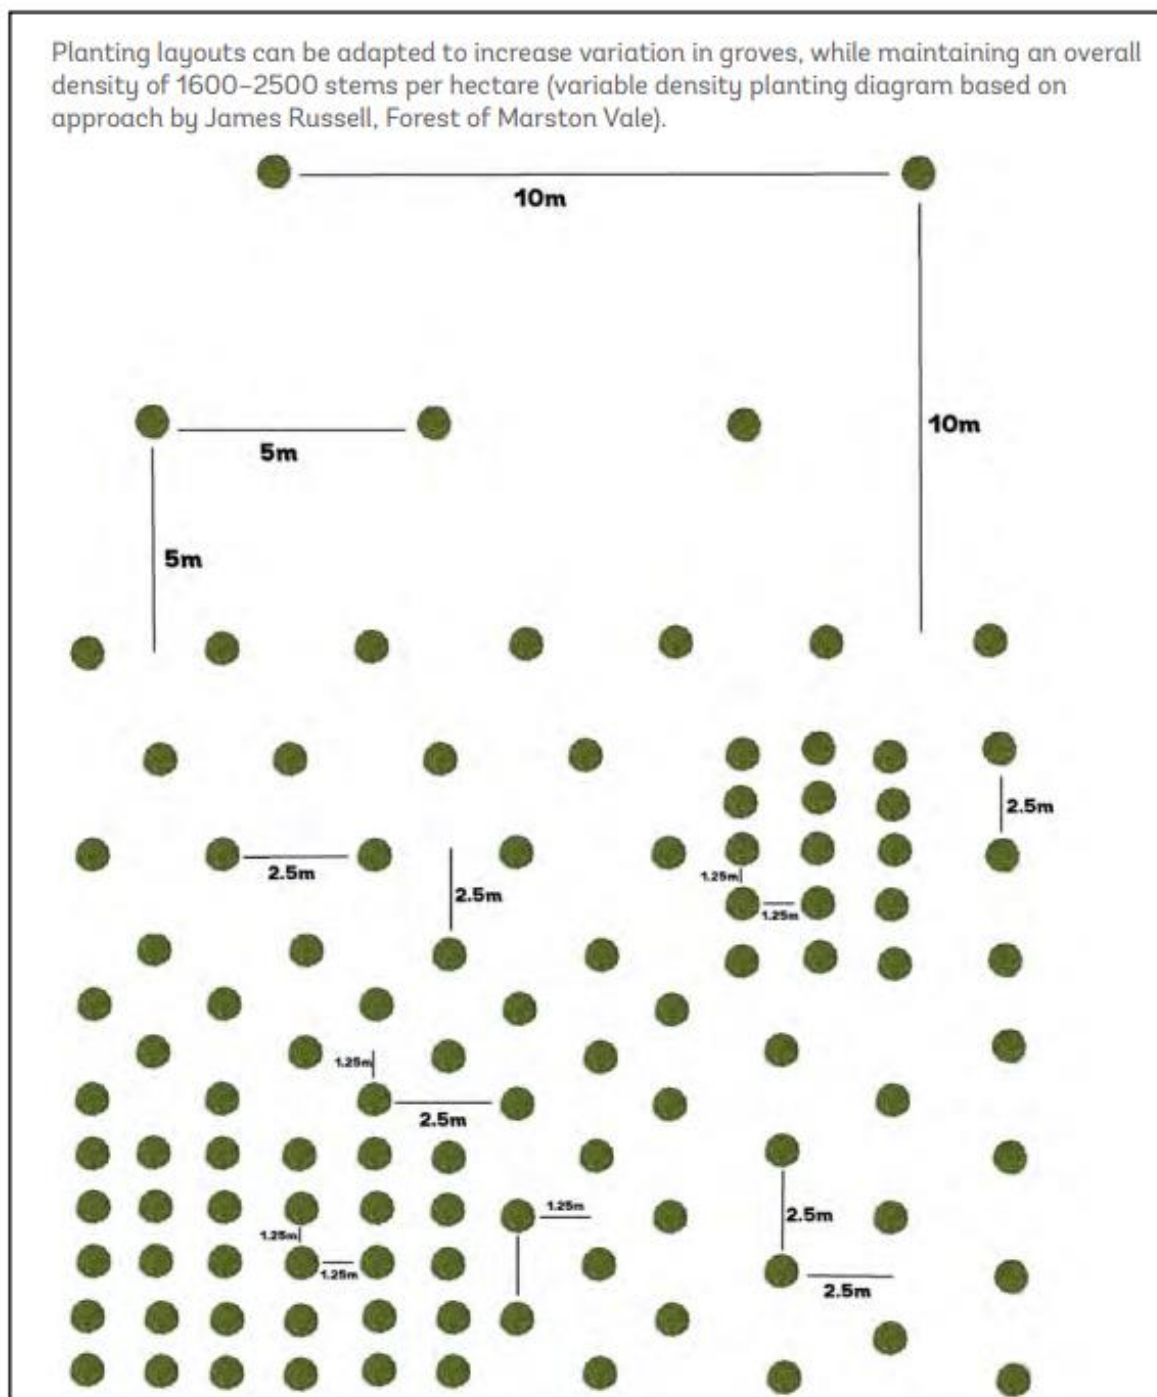 Planting layouts can be adapted to increase variation in groves, while maintaining an overall
density of 1600–2500 stems per hectare (variable density planting diagram based on
approach by James Russell, Forest of Marston Vale).
10m
10m
5m
5m
2.5m
2.5m
2.5m
1.25m
1.25m
1.25m
2.5m
1.25m
2.5m
1.25m
1.25m
2.5m